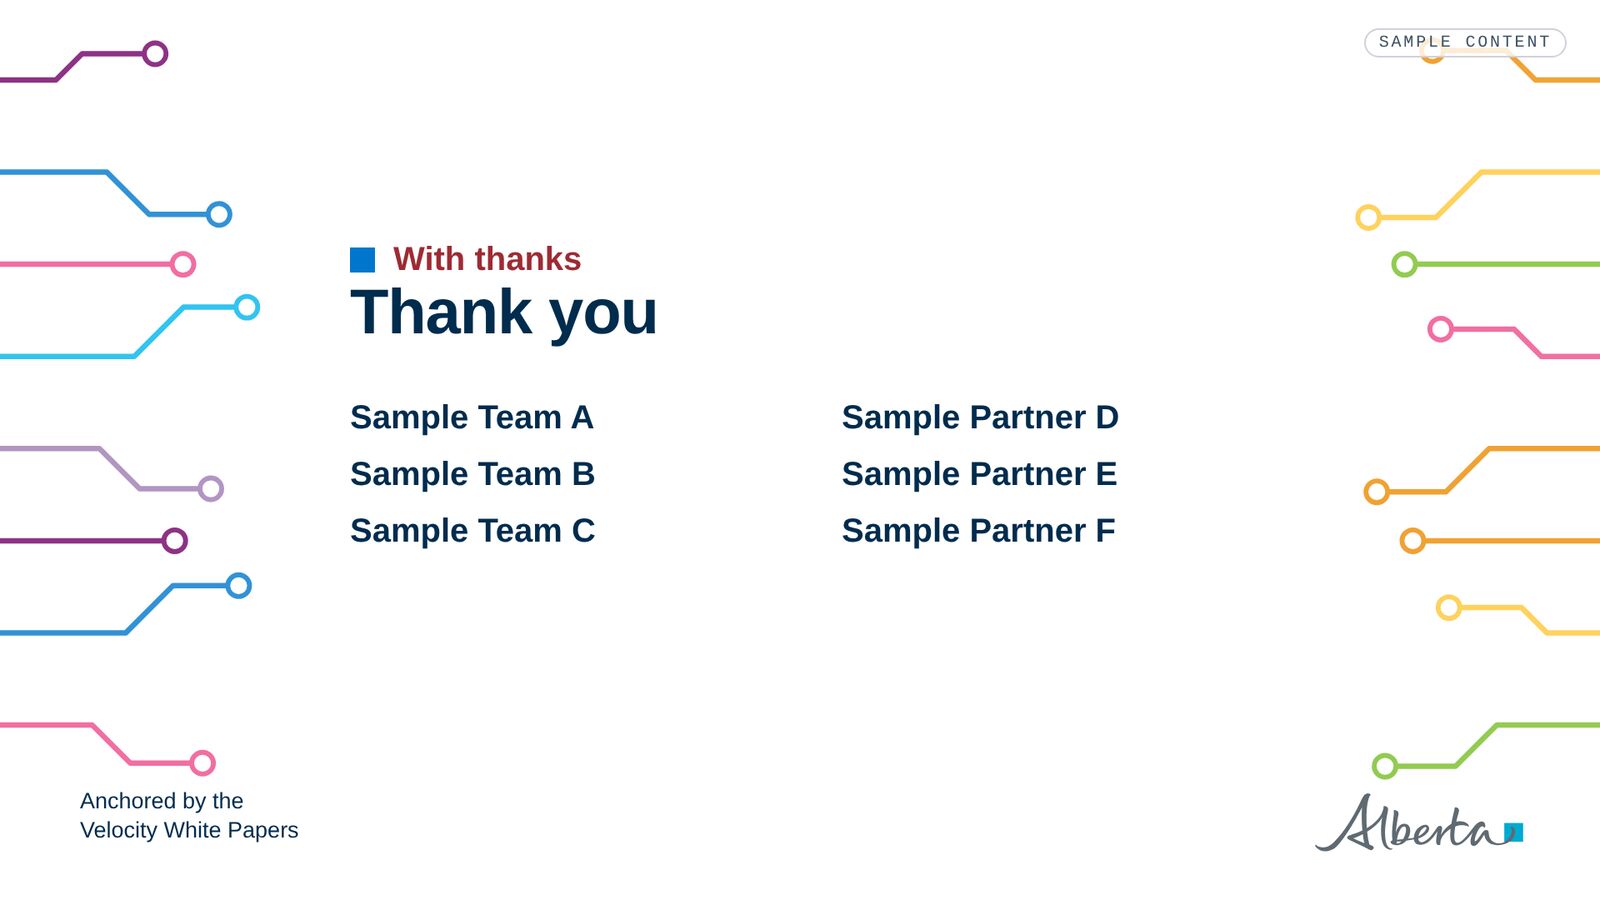 SAMPLE CONTENT
With thanks
Thank you
Sample Team A
Sample Team B
Sample Team C
Sample Partner D
Sample Partner E
Sample Partner F
Anchored by the
Velocity White Papers
Alberta